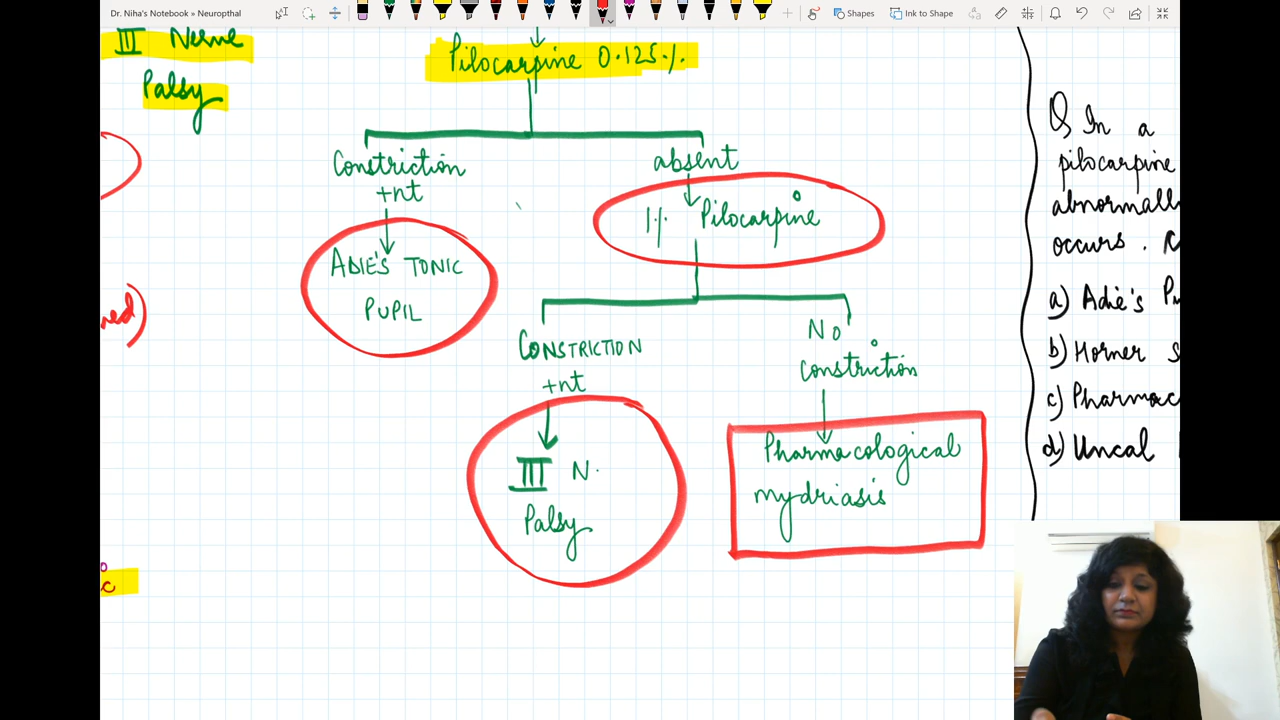 Dr. Niha's Notebook » Neuropthal
Shapes
Ink to Shape
III Nerve
Palsy
Pilocarpine 0.125%
Constriction
+nt
absent
ADIE'S TONIC
PUPIL
1% Pilocarpine
CONSTRICTION
+nt
No
constriction
III N.
Palsy
Pharmacological
mydriasis
Q In a
pilocarpine
abnormall
occurs.
a) Adie's P
b) Horner S
c) Pharmac
d) Uncal